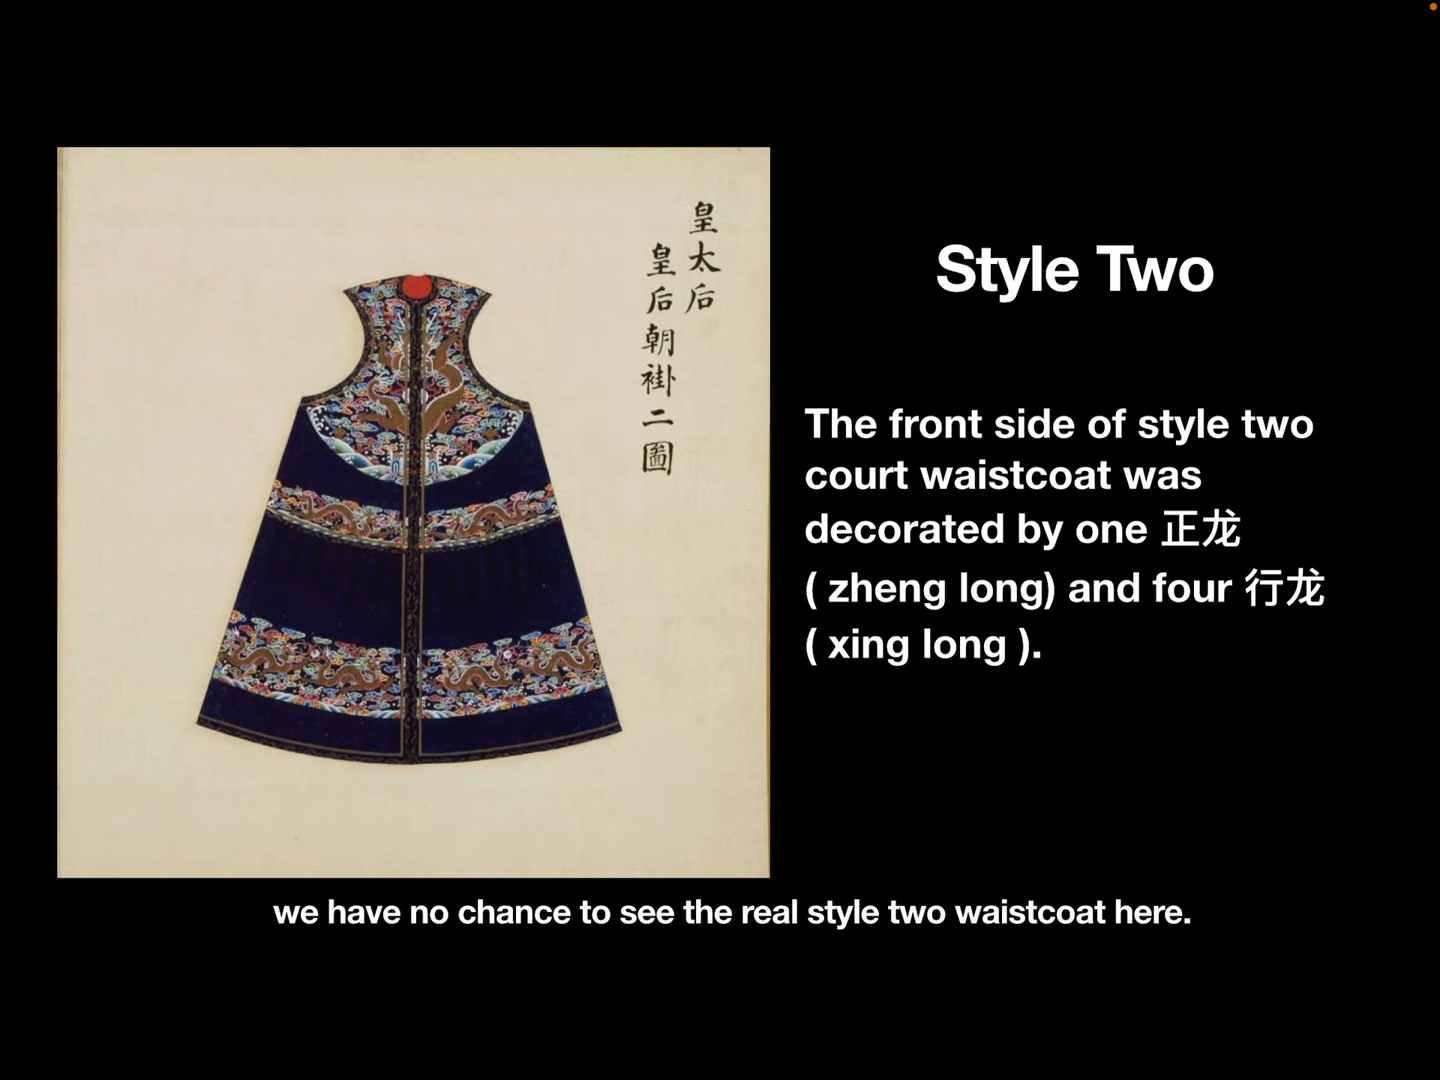 皇太后
皇后朝褂二圖
Style Two
The front side of style two
court waistcoat was
decorated by one 正龙
( zheng long) and four 行龙
( xing long ).
we have no chance to see the real style two waistcoat here.